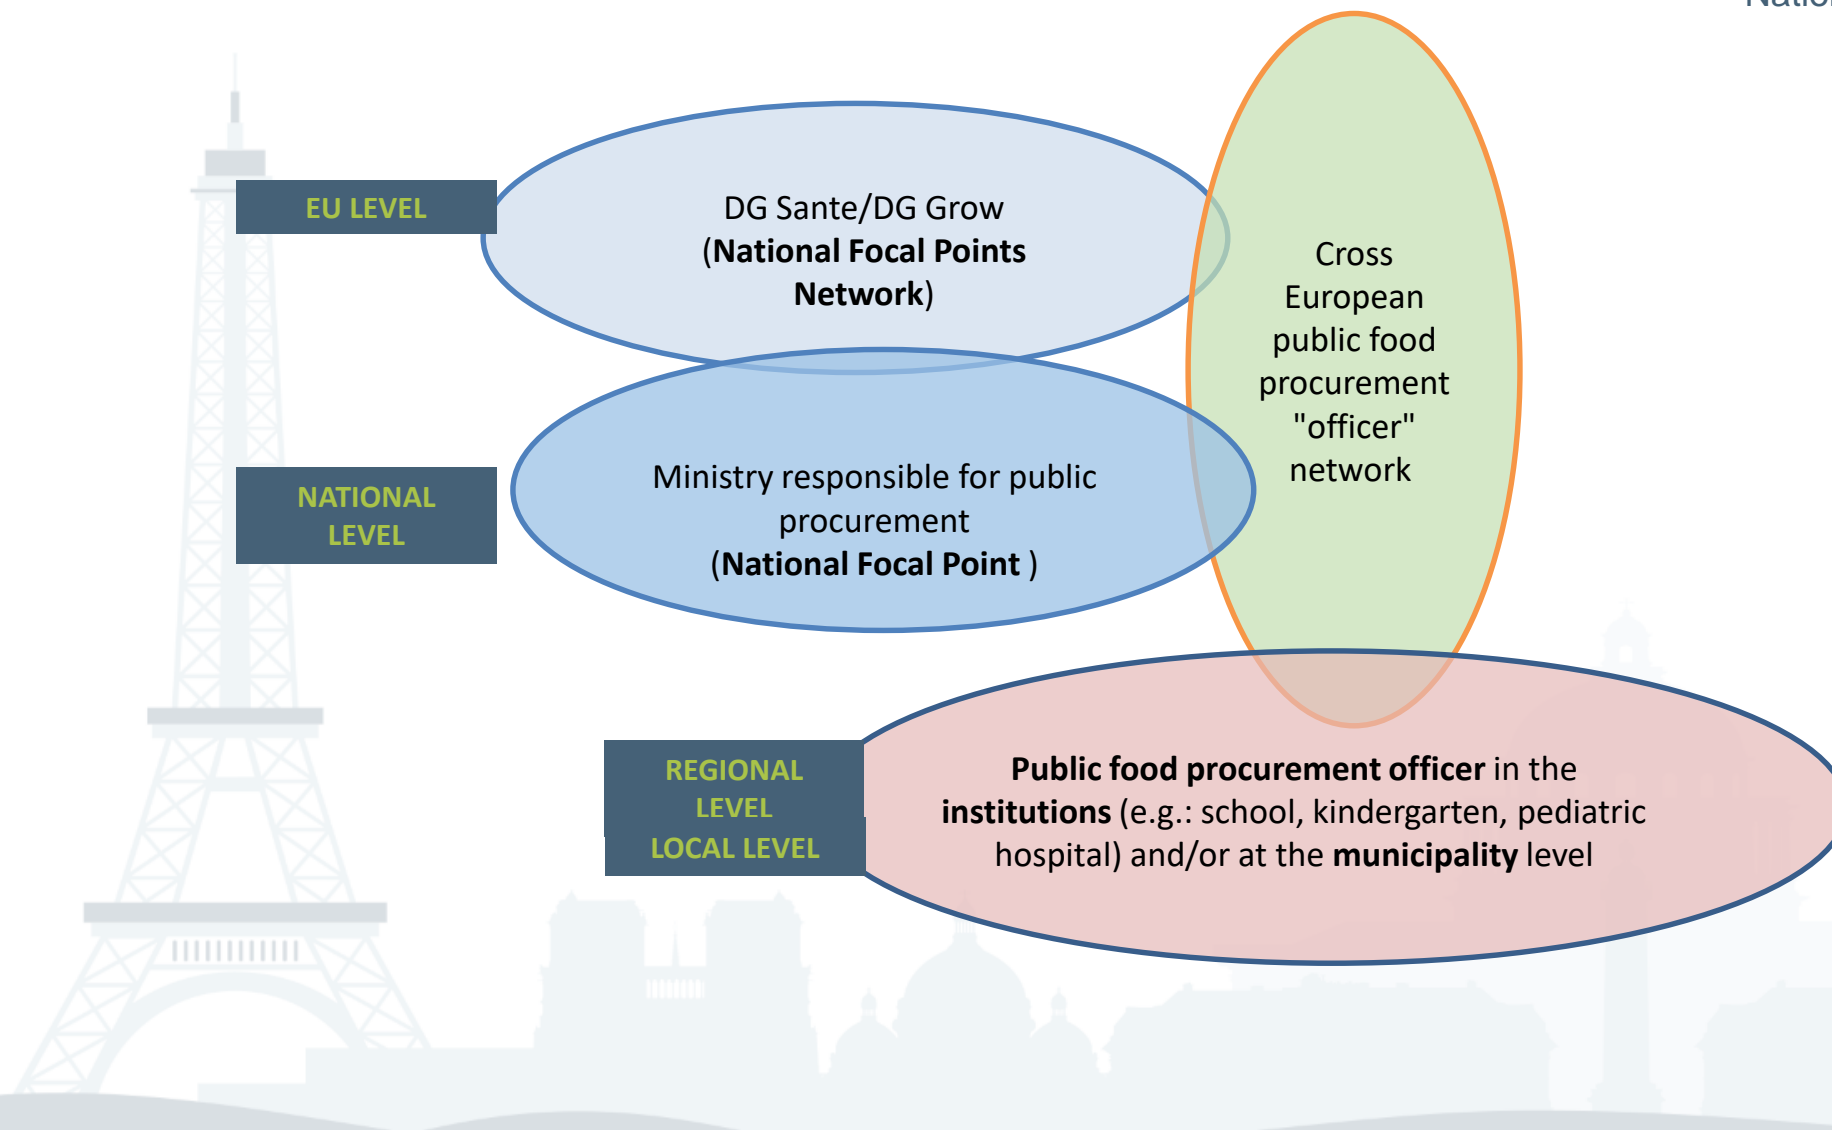 EU LEVEL
DG Sante/DG Grow
(National Focal Points
Network)
Cross
European
public food
procurement
"officer"
network
NATIONAL
LEVEL
Ministry responsible for public
procurement
(National Focal Point )
REGIONAL
LEVEL
LOCAL LEVEL
Public food procurement officer in the
institutions (e.g.: school, kindergarten, pediatric
hospital) and/or at the municipality level